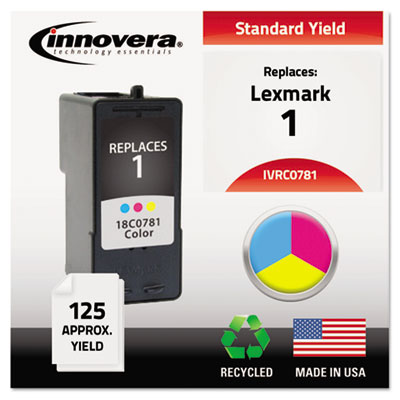 innovera®
technology essentials
Standard Yield
Replaces:
Lexmark
1
IVRC0781
REPLACES
1
18C0781
Color
125
APPROX.
YIELD
RECYCLED
MADE IN USA